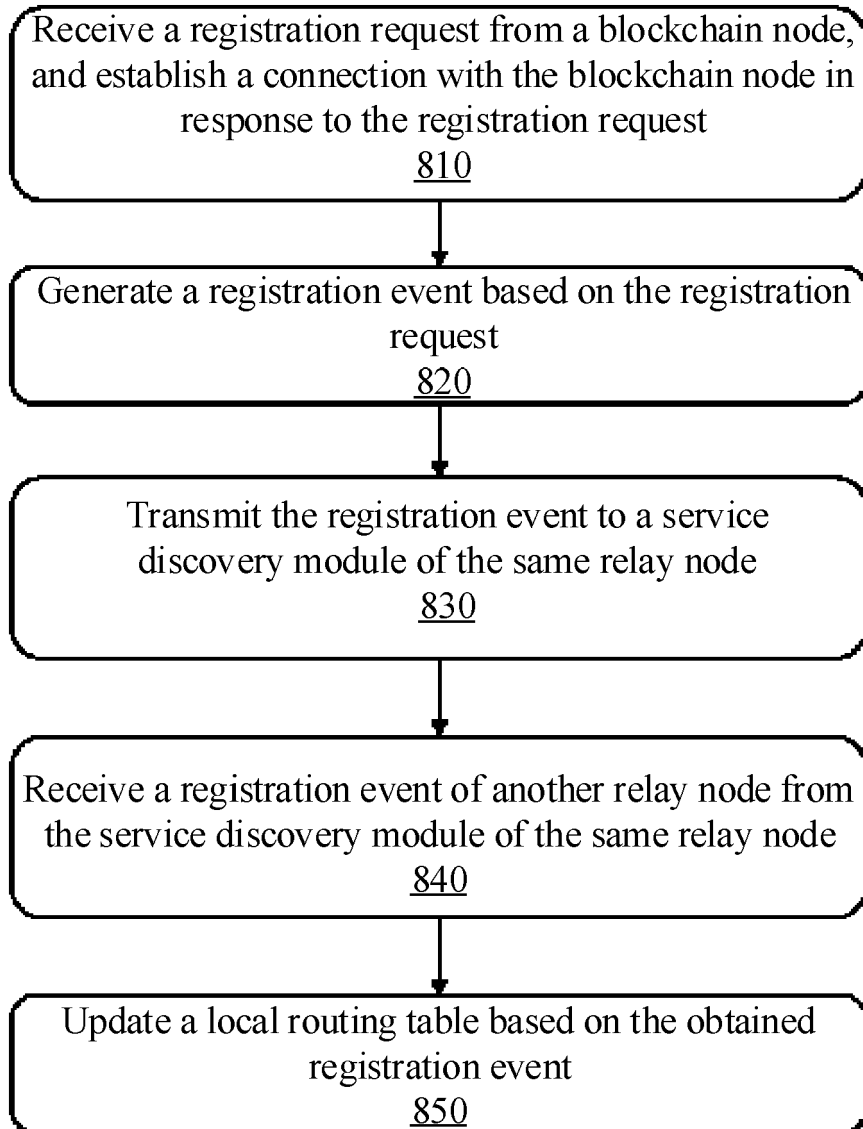 Receive a registration request from a blockchain node,
and establish a connection with the blockchain node in
response to the registration request
810
Generate a registration event based on the registration
request
820
Transmit the registration event to a service
discovery module of the same relay node
830
Receive a registration event of another relay node from
the service discovery module of the same relay node
840
Update a local routing table based on the obtained
registration event
850